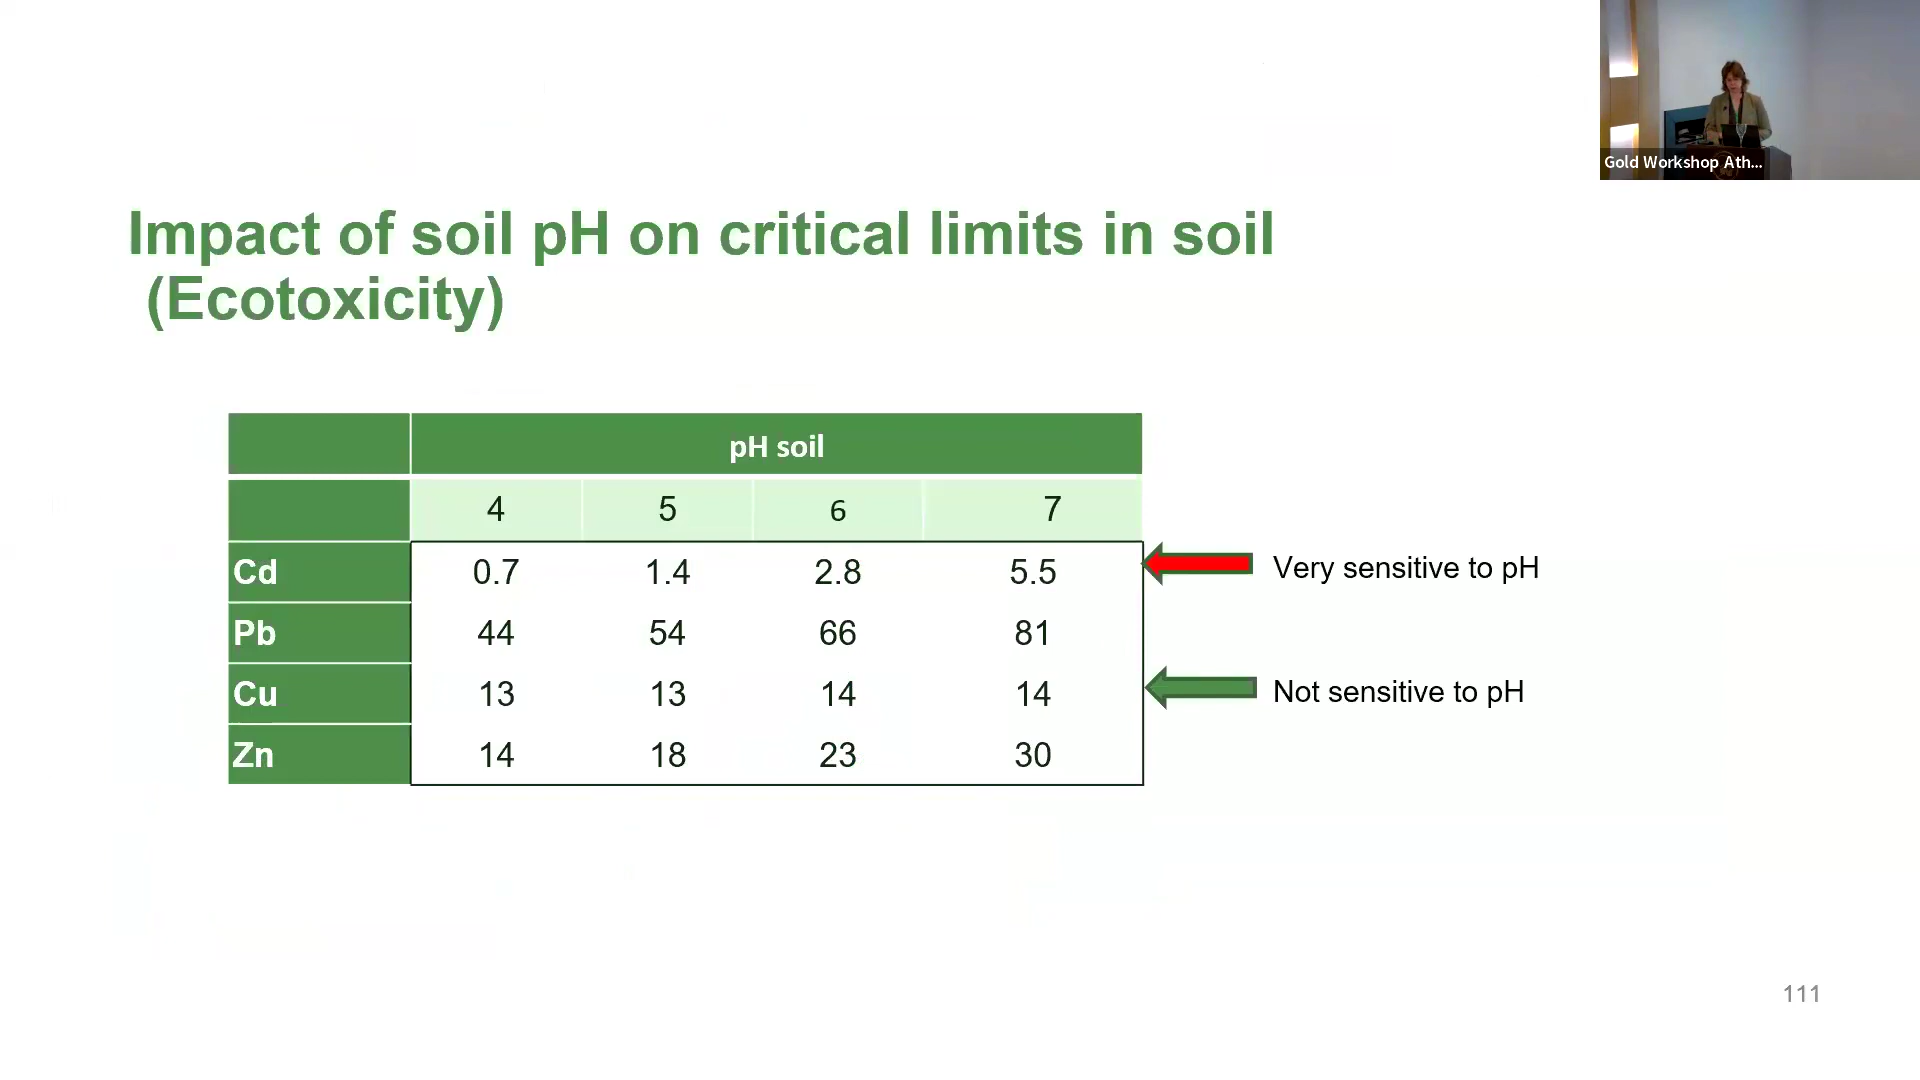 Gold Workshop Ath...
Impact of soil pH on critical limits in soil
(Ecotoxicity)
pH soil
4 5 6 7
Cd 0.7 1.4 2.8 5.5 Very sensitive to pH
Pb 44 54 66 81
Cu 13 13 14 14 Not sensitive to pH
Zn 14 18 23 30
111